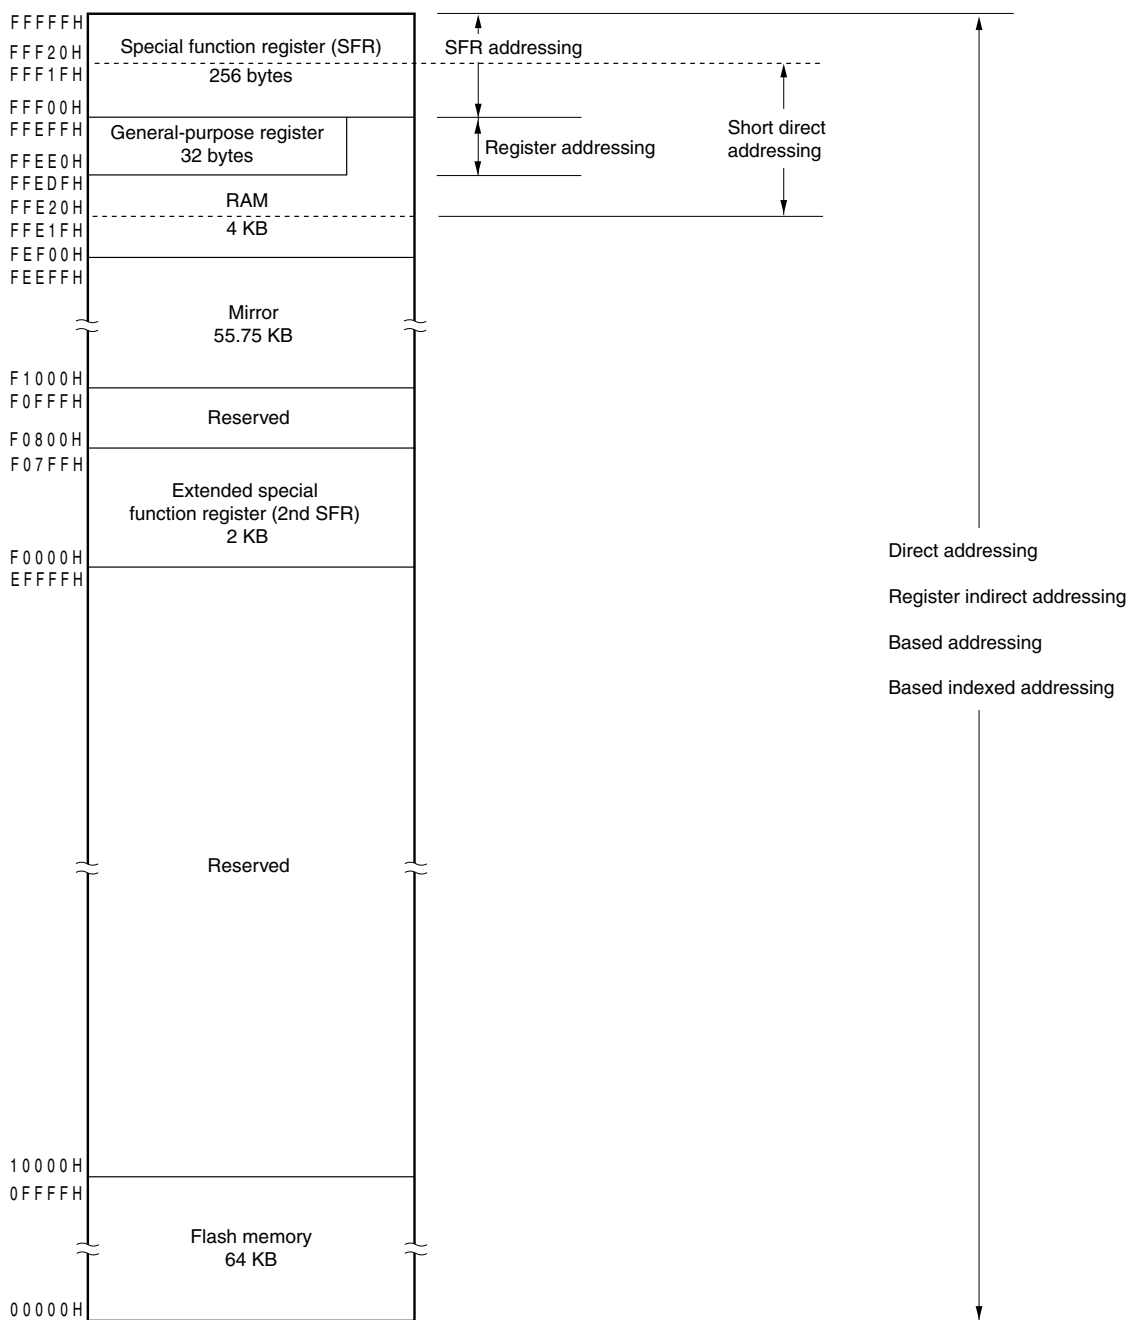 FFFFFH
FFF20H
Special function register (SFR)
SFR addressing
FFF1FH
256 bytes
FFF00H
FFEFFH
General-purpose register
32 bytes
Register addressing
Short direct
addressing
FFEE0H
FFEDFH
RAM
FFE20H
FFE1FH
4 KB
FEF00H
FEEFFH
Mirror
55.75 KB
F1000H
F0FFFH
Reserved
F0800H
F07FFH
Extended special
function register (2nd SFR)
2 KB
F0000H
EFFFFH
Direct addressing
Register indirect addressing
Based addressing
Based indexed addressing
Reserved
10000H
0FFFFH
Flash memory
64 KB
00000H